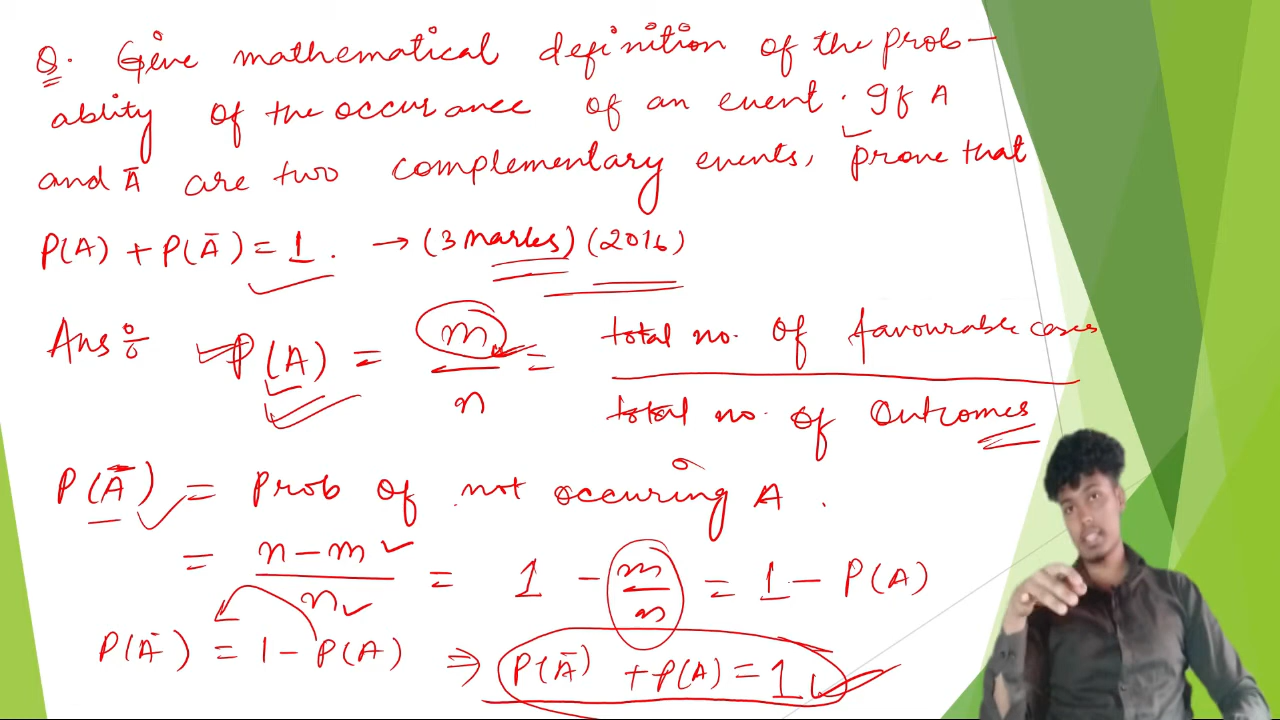 Q. Give mathematical definition of the prob-
ablity of the occurance of an event. If A
and Ā are two complementary events, prove that
P(A) + P(Ā) = 1. → (3 marks) (2016)
Ans: P(A) = m/n = total no. of favourable cases / total no. of Outcomes
P(Ā) = Prob of not occuring A.
= n-m/n = 1 - m/n = 1 - P(A)
P(Ā) = 1 - P(A) ⇒ P(Ā) + P(A) = 1